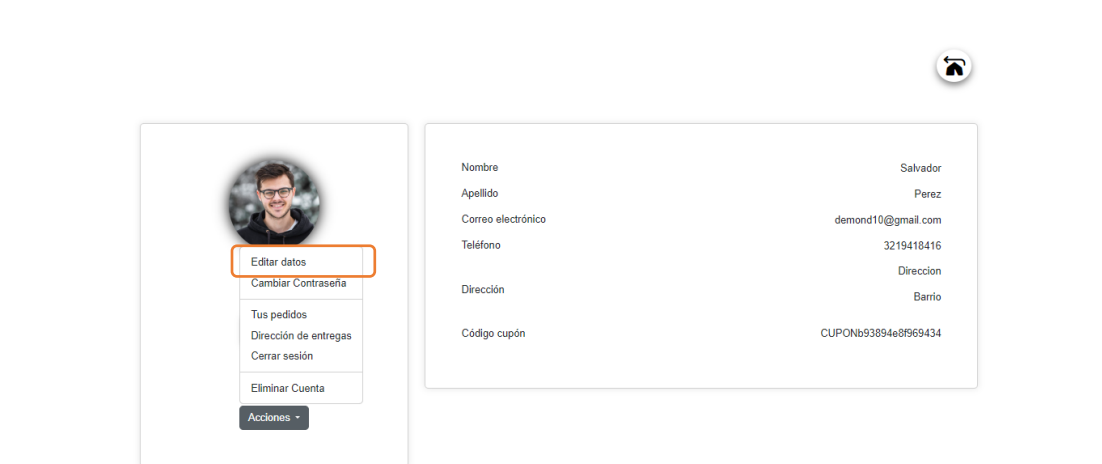 Editar datos
Cambiar Contraseña
Tus pedidos
Dirección de entregas
Cerrar sesión
Eliminar Cuenta
Acciones
Nombre Salvador
Apellido Perez
Correo electrónico demond10@gmail.com
Teléfono 3219418416
Dirección Direccion
Barrio
Código cupón CUPONb93894e8f969434